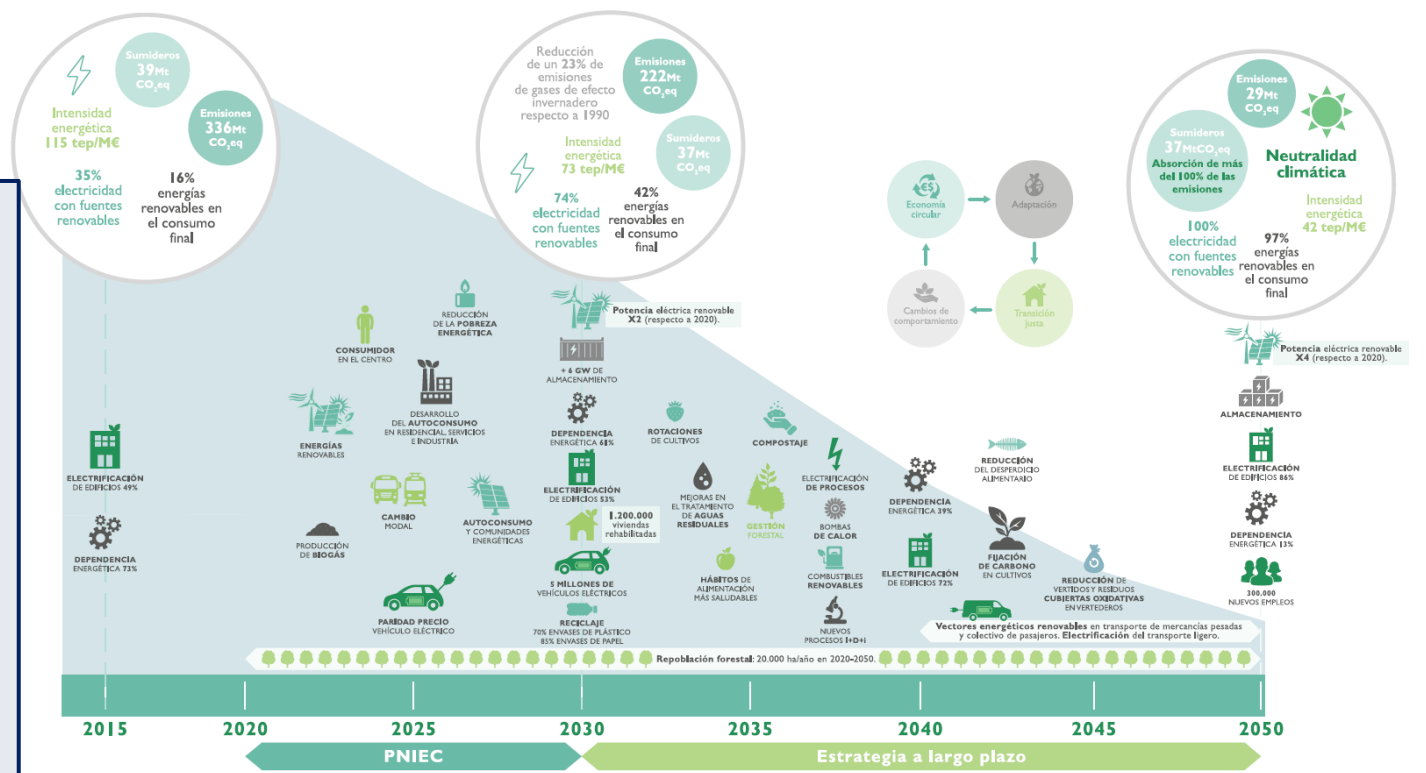 Sumideros
39Mt
CO₂eq
Intensidad
energética
115 tep/M€
Emisiones
336Mt
CO₂eq
35%
electricidad
con fuentes
renovables
16%
energías
renovables en
el consumo
final
Reducción
de un 23% de
emisiones
de gases de efecto
invernadero
respecto a 1990
Emisiones
222Mt
CO₂eq
Intensidad
energética
73 tep/M€
Sumideros
37Mt
CO₂eq
74%
electricidad
con fuentes
renovables
42%
energías
renovables en
el consumo
final
€$
Economía
circular
Adaptación
Cambios de
comportamiento
Transición
justa
Emisiones
29Mt
CO₂eq
Sumideros
37MtCO₂eq
Absorción de más
del 100% de las
emisiones
Neutralidad
climática
Intensidad
energética
42 tep/M€
100%
electricidad
con fuentes
renovables
97%
energías
renovables en
el consumo
final
ELECTRIFICACIÓN
DE EDIFICIOS 49%
DEPENDENCIA
ENERGÉTICA 73%
REDUCCIÓN
DE LA POBREZA
ENERGÉTICA
CONSUMIDOR
EN EL CENTRO
ENERGÍAS
RENOVABLES
DESARROLLO
DEL AUTOCONSUMO
EN RESIDENCIAL, SERVICIOS
E INDUSTRIA
CAMBIO
MODAL
AUTOCONSUMO
Y COMUNIDADES
ENERGÉTICAS
PRODUCCIÓN
DE BIOGÁS
PARIDAD PRECIO
VEHÍCULO ELÉCTRICO
Potencia eléctrica renovable
X2 (respecto a 2020).
+ 6 GW DE
ALMACENAMIENTO
DEPENDENCIA
ENERGÉTICA 61%
ELECTRIFICACIÓN
DE EDIFICIOS 53%
1.200.000
viviendas
rehabilitadas
5 MILLONES DE
VEHÍCULOS ELÉCTRICOS
RECICLAJE
70% ENVASES DE PLÁSTICO
85% ENVASES DE PAPEL
ROTACIONES
DE CULTIVOS
COMPOSTAJE
MEJORAS EN
EL TRATAMIENTO
DE AGUAS
RESIDUALES
GESTIÓN
FORESTAL
HÁBITOS DE
ALIMENTACIÓN
MÁS SALUDABLES
ELECTRIFICACIÓN
DE PROCESOS
BOMBAS
DE CALOR
COMBUSTIBLES
RENOVABLES
NUEVOS
PROCESOS I+D+i
DEPENDENCIA
ENERGÉTICA 39%
ELECTRIFICACIÓN
DE EDIFICIOS 72%
REDUCCIÓN
DEL DESPERDICIO
ALIMENTARIO
FIJACIÓN
DE CARBONO
EN CULTIVOS
REDUCCIÓN DE
VERTIDOS Y RESIDUOS
CUBIERTAS OXIDATIVAS
EN VERTEDEROS
Potencia eléctrica renovable
X4 (respecto a 2020).
ALMACENAMIENTO
ELECTRIFICACIÓN
DE EDIFICIOS 86%
DEPENDENCIA
ENERGÉTICA 13%
300.000
NUEVOS EMPLEOS
Vectores energéticos renovables en transporte de mercancías pesadas
y colectivo de pasajeros. Electrificación del transporte ligero.
Repoblación forestal: 20.000 ha/año en 2020-2050.
2015
2020
2025
2030
2035
2040
2045
2050
PNIEC
Estrategia a largo plazo